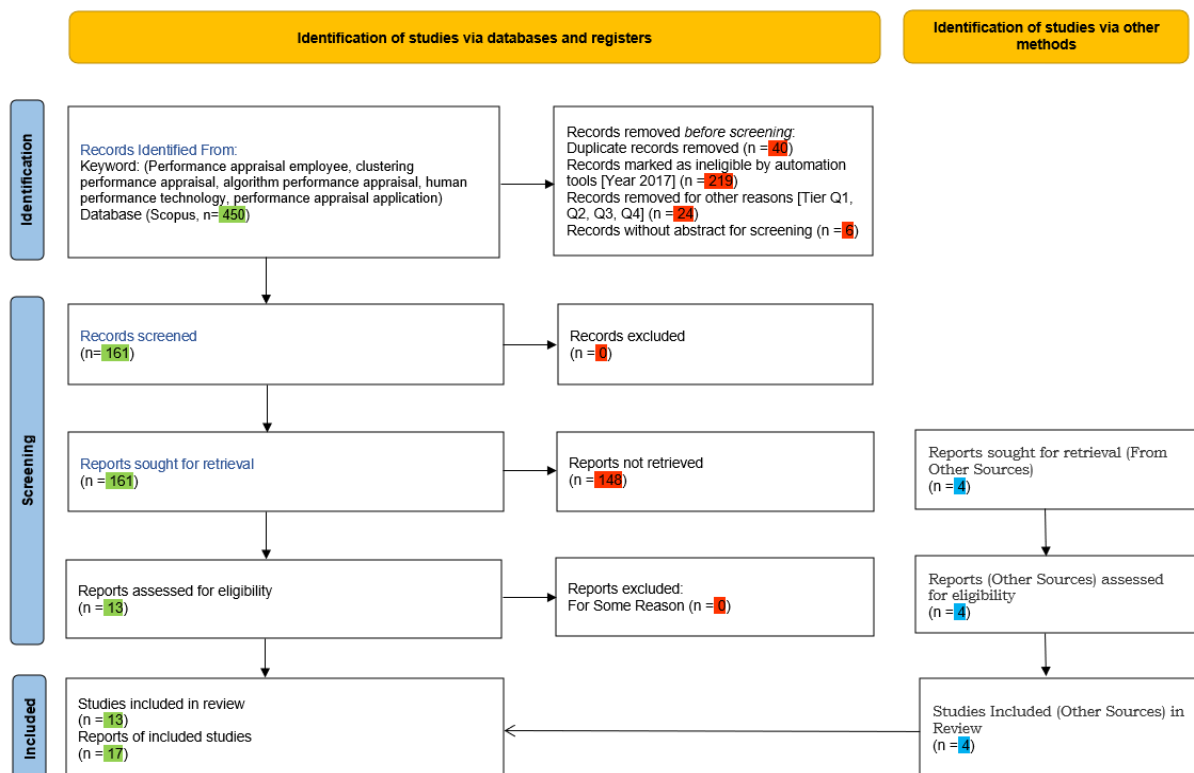 Identification of studies via databases and registers
Identification of studies via other
methods
Identification
Records Identified From:
Keyword: (Performance appraisal employee, clustering
performance appraisal, algorithm performance appraisal, human
performance technology, performance appraisal application)
Database (Scopus, n= 450)
Records removed before screening:
Duplicate records removed (n = 40)
Records marked as ineligible by automation
tools [Year 2017] (n = 219)
Records removed for other reasons [Tier Q1,
Q2, Q3, Q4] (n = 24)
Records without abstract for screening (n = 6)
Screening
Records screened
(n= 161)
Records excluded
(n = 0)
Reports sought for retrieval
(n = 161)
Reports not retrieved
(n = 148)
Reports sought for retrieval (From
Other Sources)
(n = 4)
Reports assessed for eligibility
(n = 13)
Reports excluded:
For Some Reason (n = 0)
Reports (Other Sources) assessed
for eligibility
(n = 4)
Included
Studies included in review
(n = 13)
Reports of included studies
(n = 17)
Studies Included (Other Sources) in
Review
(n = 4)